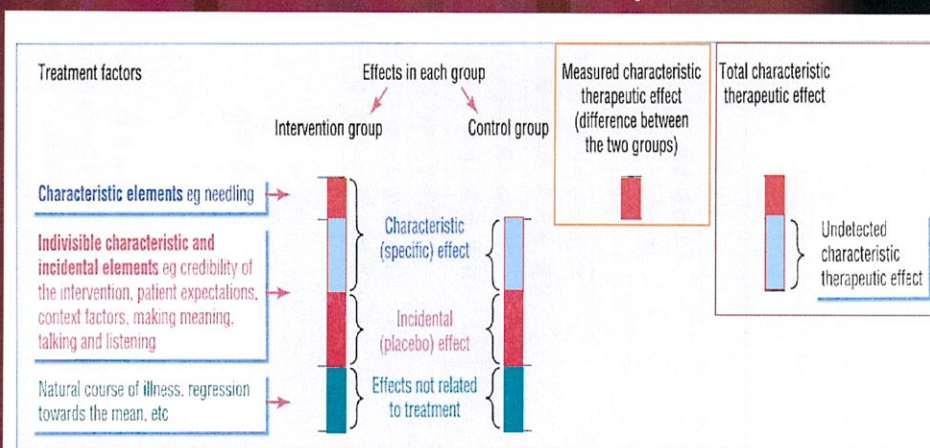 Treatment factors
Effects in each group
Intervention group
Control group
Measured characteristic
therapeutic effect
(difference between
the two groups)
Total characteristic
therapeutic effect
Characteristic elements eg needling
Indivisible characteristic and
incidental elements eg credibility of
the intervention, patient expectations,
context factors, making meaning,
talking and listening
Natural course of illness, regression
towards the mean, etc
Characteristic
(specific) effect
Incidental
(placebo) effect
Effects not related
to treatment
Undetected
characteristic
therapeutic effect